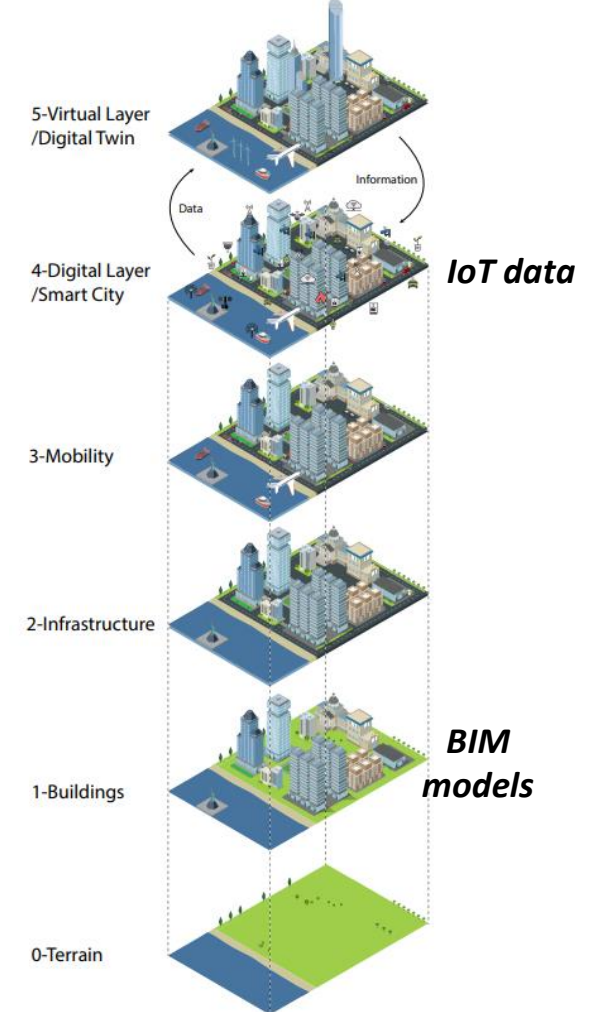 5-Virtual Layer
/Digital Twin
Information
Data
4-Digital Layer
/Smart City
IoT data
3-Mobility
2-Infrastructure
BIM
models
1-Buildings
0-Terrain